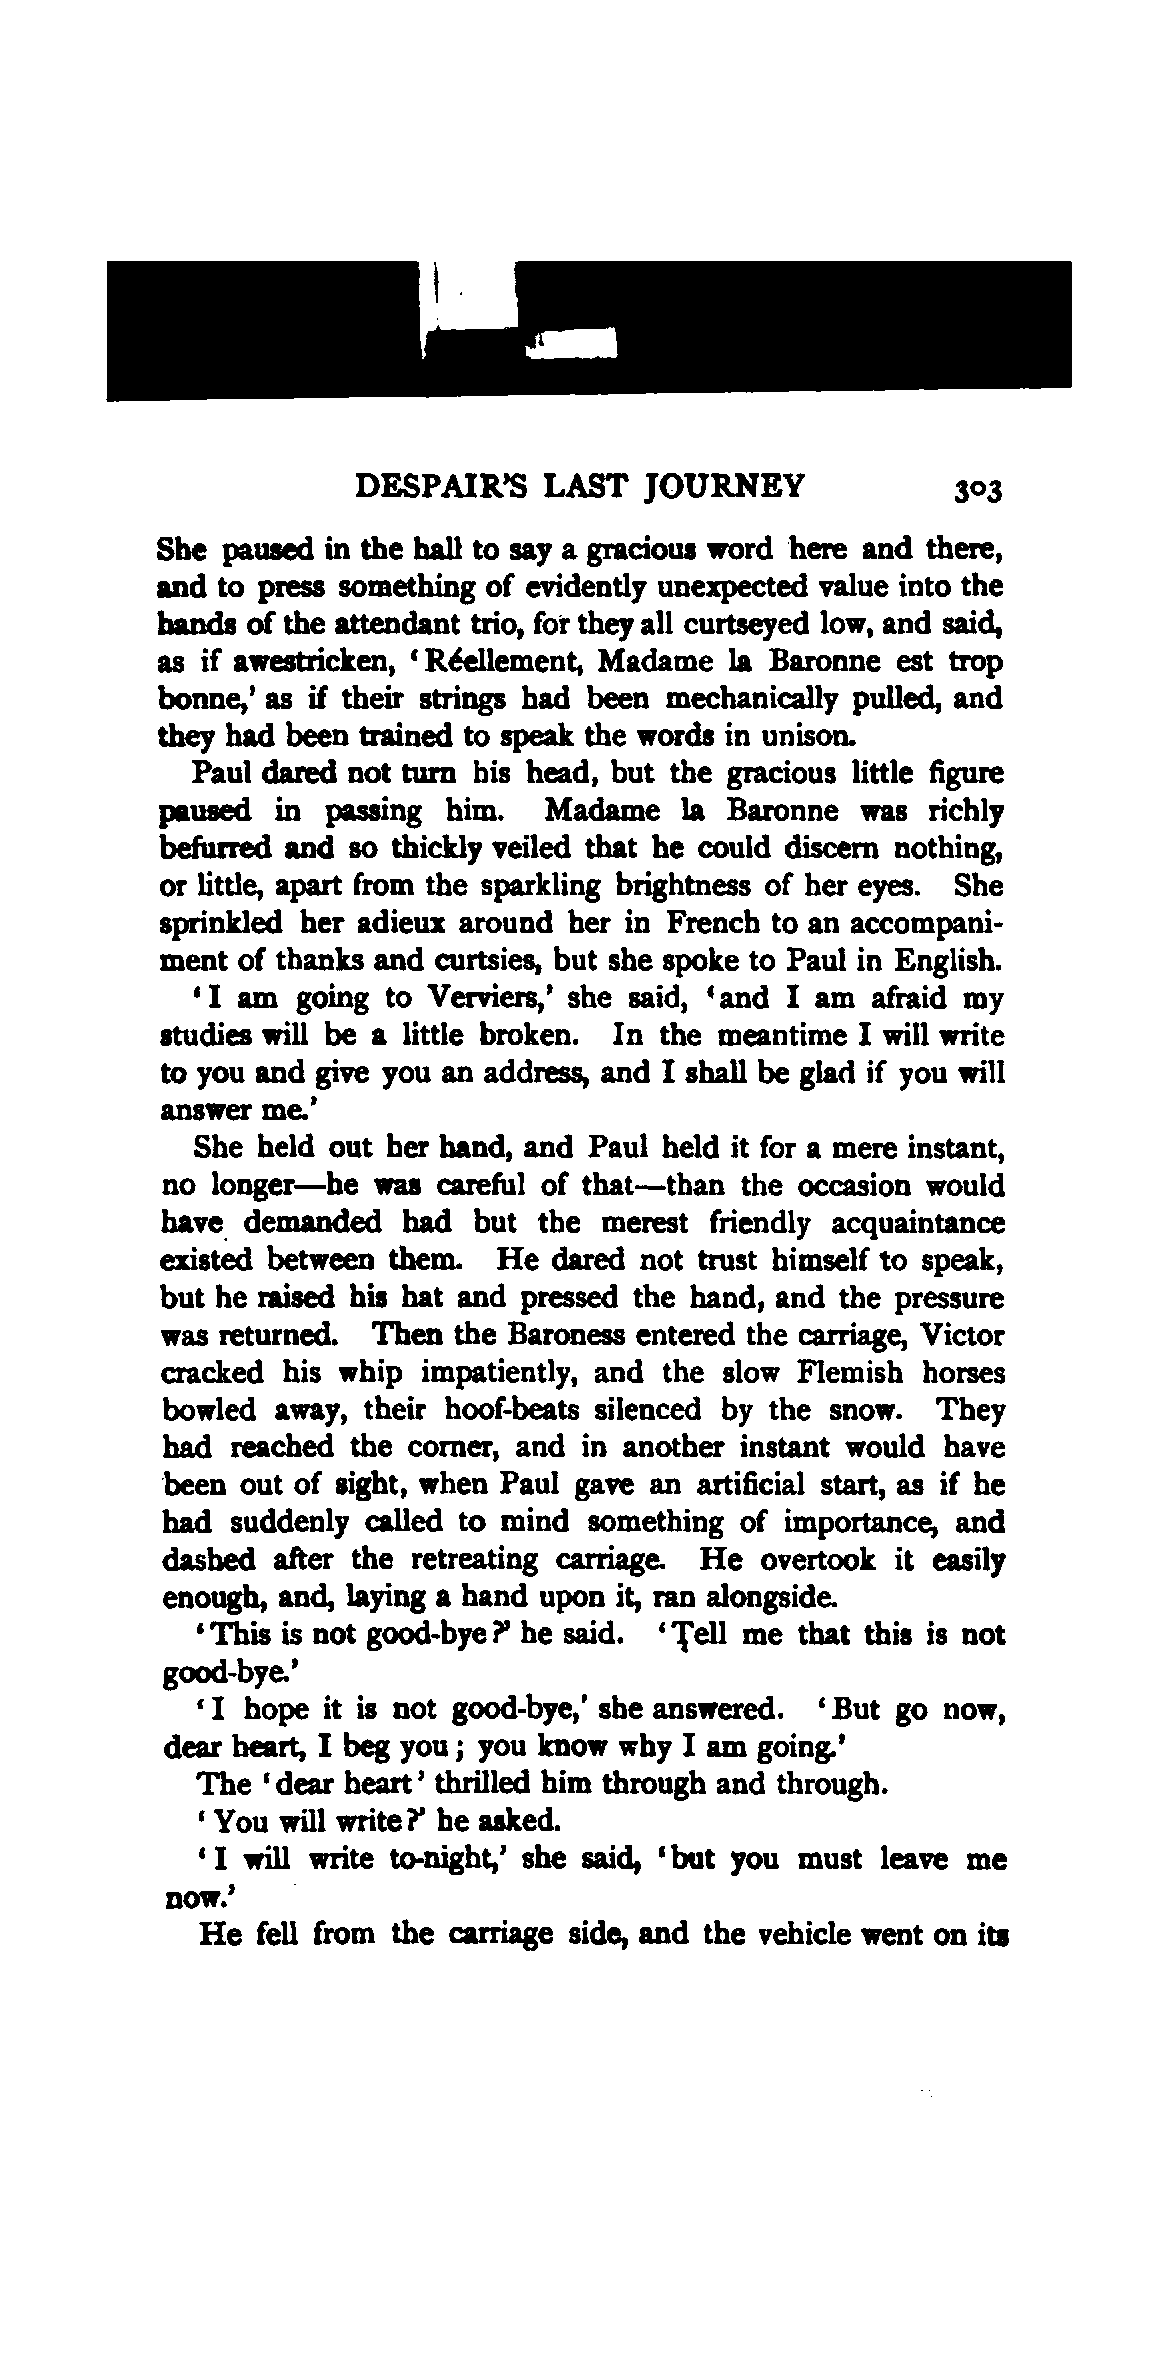 DESPAIR'S LAST JOURNEY 303
She paused in the hall to say a gracious word here and there,
and to press something of evidently unexpected value into the
hands of the attendant trio, for they all curtseyed low, and said,
as if awestricken, ‘Réellement, Madame la Baronne est trop
bonne,’ as if their strings had been mechanically pulled, and
they had been trained to speak the words in unison.
Paul dared not turn his head, but the gracious little figure
paused in passing him. Madame la Baronne was richly
befurred and so thickly veiled that he could discern nothing,
or little, apart from the sparkling brightness of her eyes. She
sprinkled her adieux around her in French to an accompani-
ment of thanks and curtsies, but she spoke to Paul in English.
‘I am going to Verviers,’ she said, ‘and I am afraid my
studies will be a little broken. In the meantime I will write
to you and give you an address, and I shall be glad if you will
answer me.’
She held out her hand, and Paul held it for a mere instant,
no longer—he was careful of that—than the occasion would
have demanded had but the merest friendly acquaintance
existed between them. He dared not trust himself to speak,
but he raised his hat and pressed the hand, and the pressure
was returned. Then the Baroness entered the carriage, Victor
cracked his whip impatiently, and the slow Flemish horses
bowled away, their hoof-beats silenced by the snow. They
had reached the corner, and in another instant would have
been out of sight, when Paul gave an artificial start, as if he
had suddenly called to mind something of importance, and
dashed after the retreating carriage. He overtook it easily
enough, and, laying a hand upon it, ran alongside.
‘This is not good-bye?’ he said. ‘Tell me that this is not
good-bye.’
‘I hope it is not good-bye,’ she answered. ‘But go now,
dear heart, I beg you; you know why I am going.’
The ‘dear heart’ thrilled him through and through.
‘You will write?’ he asked.
‘I will write to-night,’ she said, ‘but you must leave me
now.’
He fell from the carriage side, and the vehicle went on its